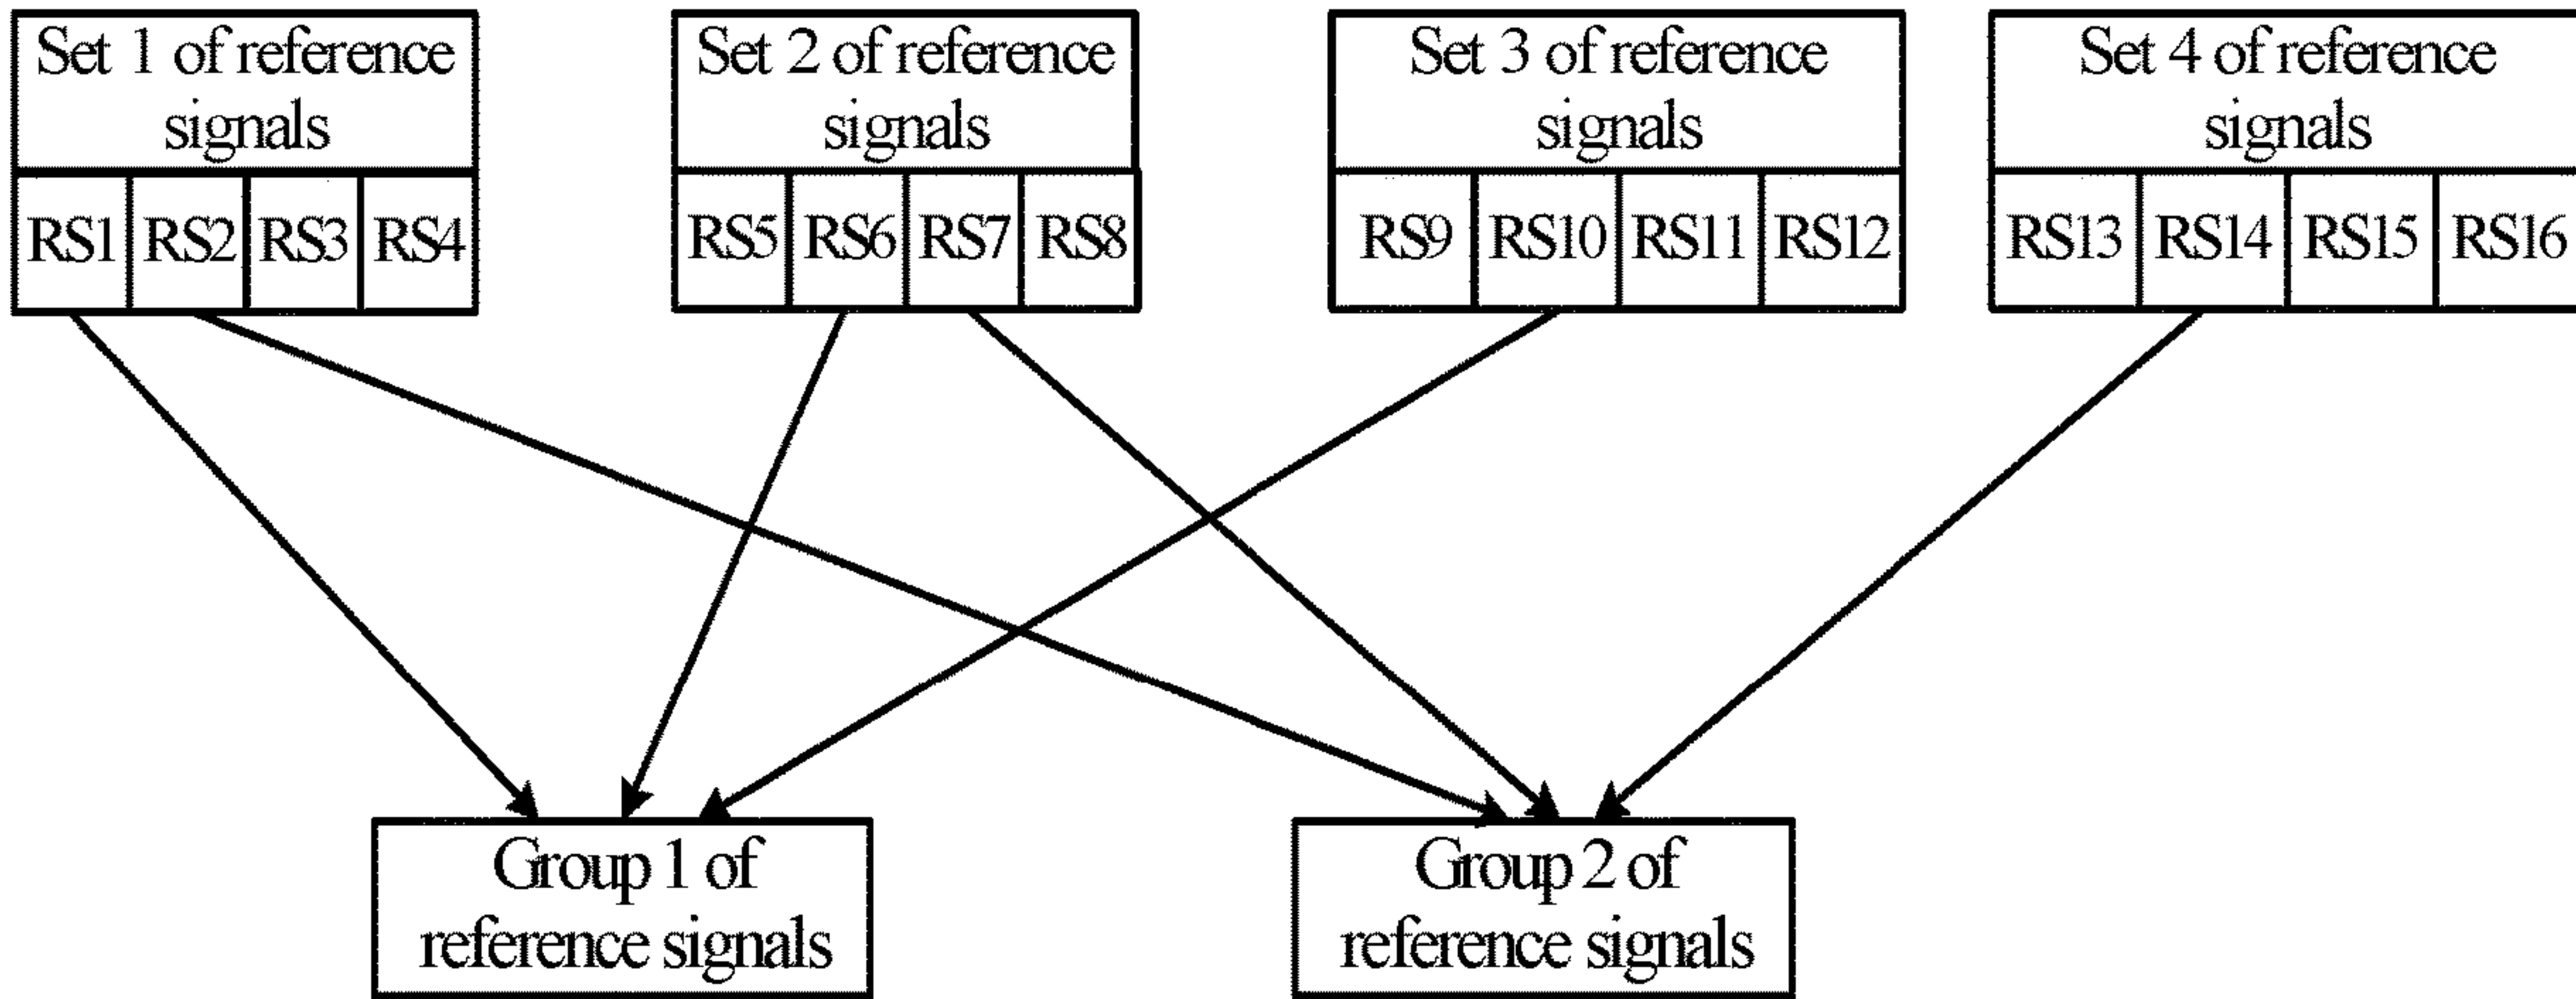 Set 1 of reference
signals
RS1 RS2 RS3 RS4
Set 2 of reference
signals
RS5 RS6 RS7 RS8
Set 3 of reference
signals
RS9 RS10 RS11 RS12
Set 4 of reference
signals
RS13 RS14 RS15 RS16
Group 1 of
reference signals
Group 2 of
reference signals